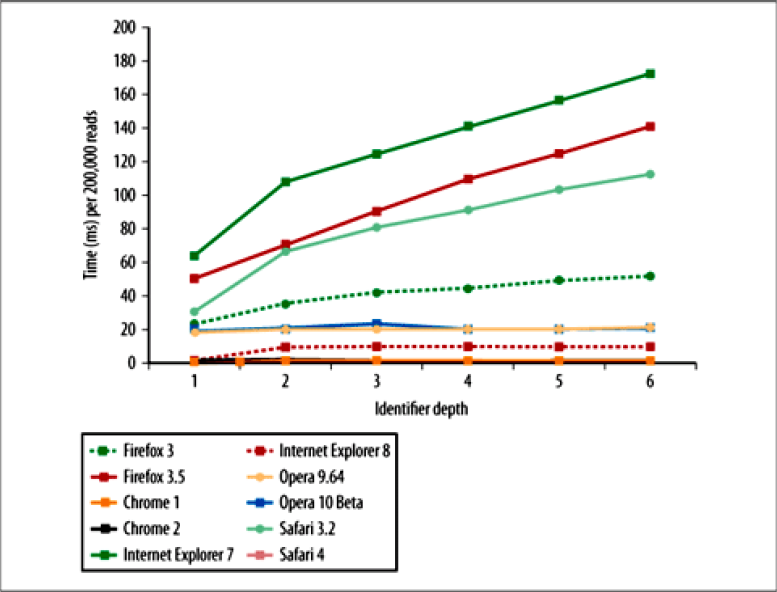 200
180
160
140
120
100
80
60
40
20
0
Time (ms) per 200,000 reads
1 2 3 4 5 6
Identifier depth
Firefox 3 Internet Explorer 8
Firefox 3.5 Opera 9.64
Chrome 1 Opera 10 Beta
Chrome 2 Safari 3.2
Internet Explorer 7 Safari 4